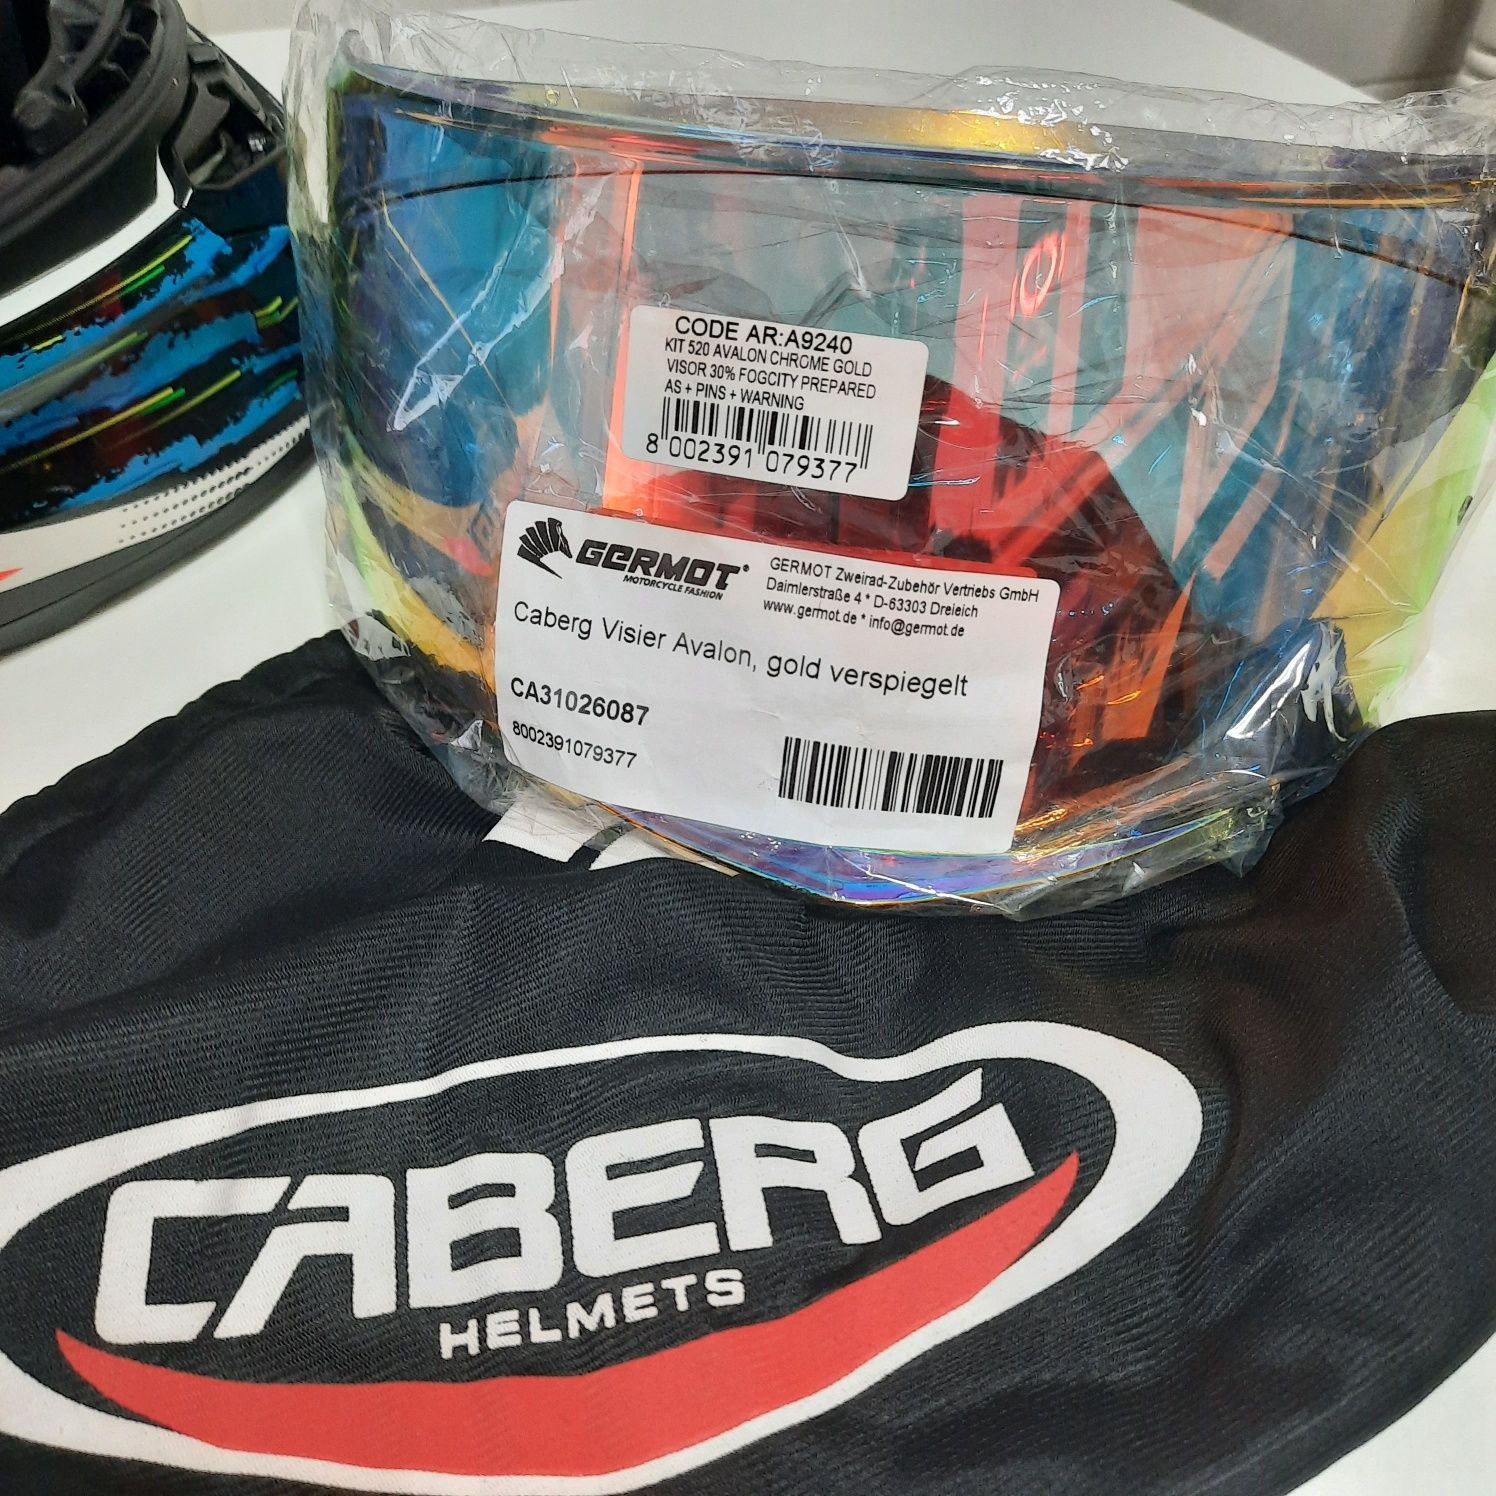 CODE AR:A9240
KIT 520 AVALON CHROME GOLD
VISOR 30% FOGCITY PREPARED
AS + PINS + WARNING
8 002391 079377
GERMOT®
MOTORCYCLE FASHION
GERMOT Zweirad-Zubehör Vertriebs GmbH
Daimlerstraße 4 * D-63303 Dreieich
www.germot.de * info@germot.de
Caberg Visier Avalon, gold verspiegelt
CA31026087
8002391079377
CABERG
HELMETS